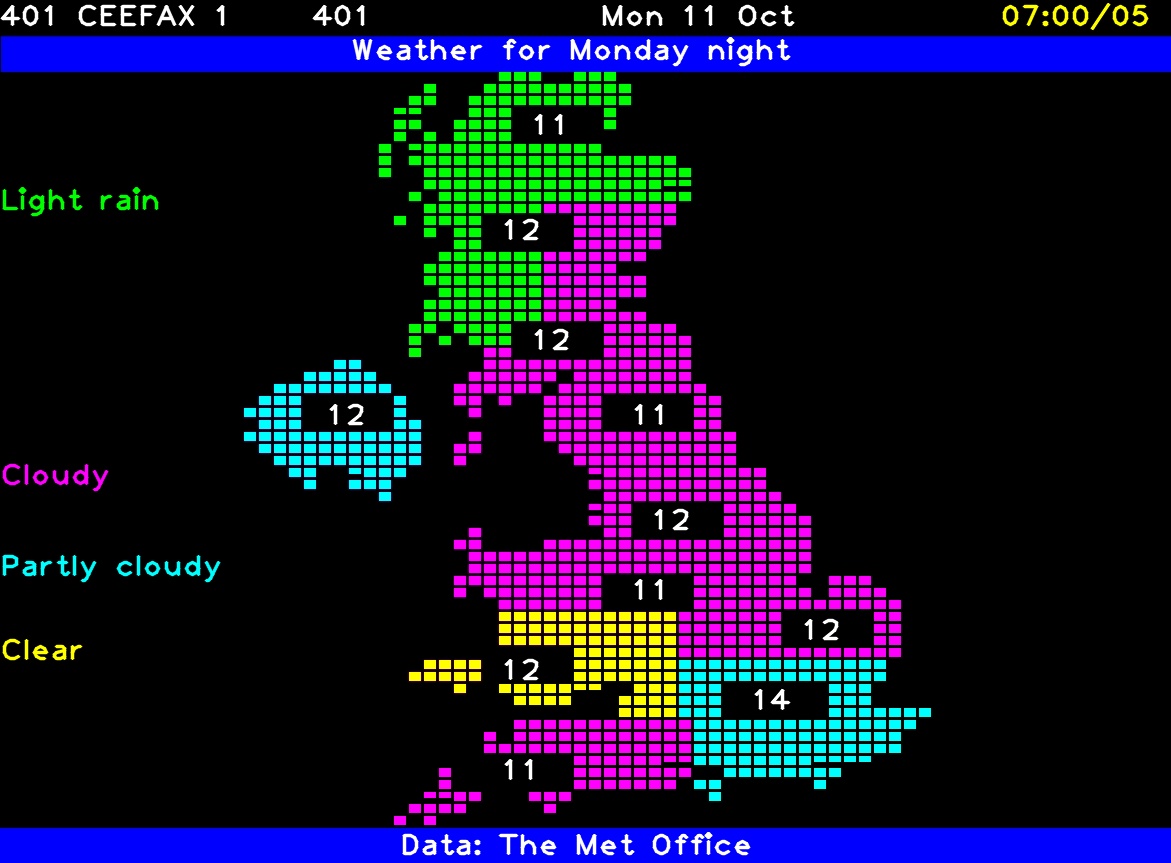 401 CEEFAX 1 401 Mon 11 Oct 07:00/05
Weather for Monday night
11
Light rain
12
12
12 11
Cloudy
12
Partly cloudy
11
12
Clear
12
14
11
Data: The Met Office